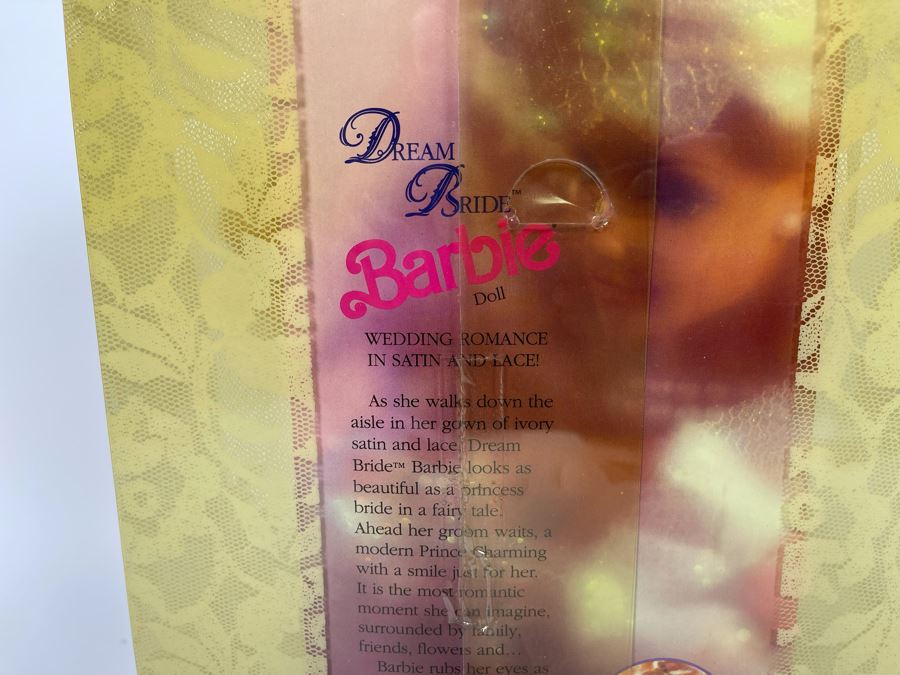 DREAM
BRIDE™
Barbie
Doll
WEDDING ROMANCE
IN SATIN AND LACE!
As she walks down the
aisle in her gown of ivory
satin and lace Dream
Bride™ Barbie looks as
beautiful as a princess
bride in a fairy tale.
Ahead her groom waits, a
modern Prince Charming
with a smile just for her.
It is the most romantic
moment she can imagine,
surrounded by family,
friends, flowers and...
Barbie rubs her eyes as